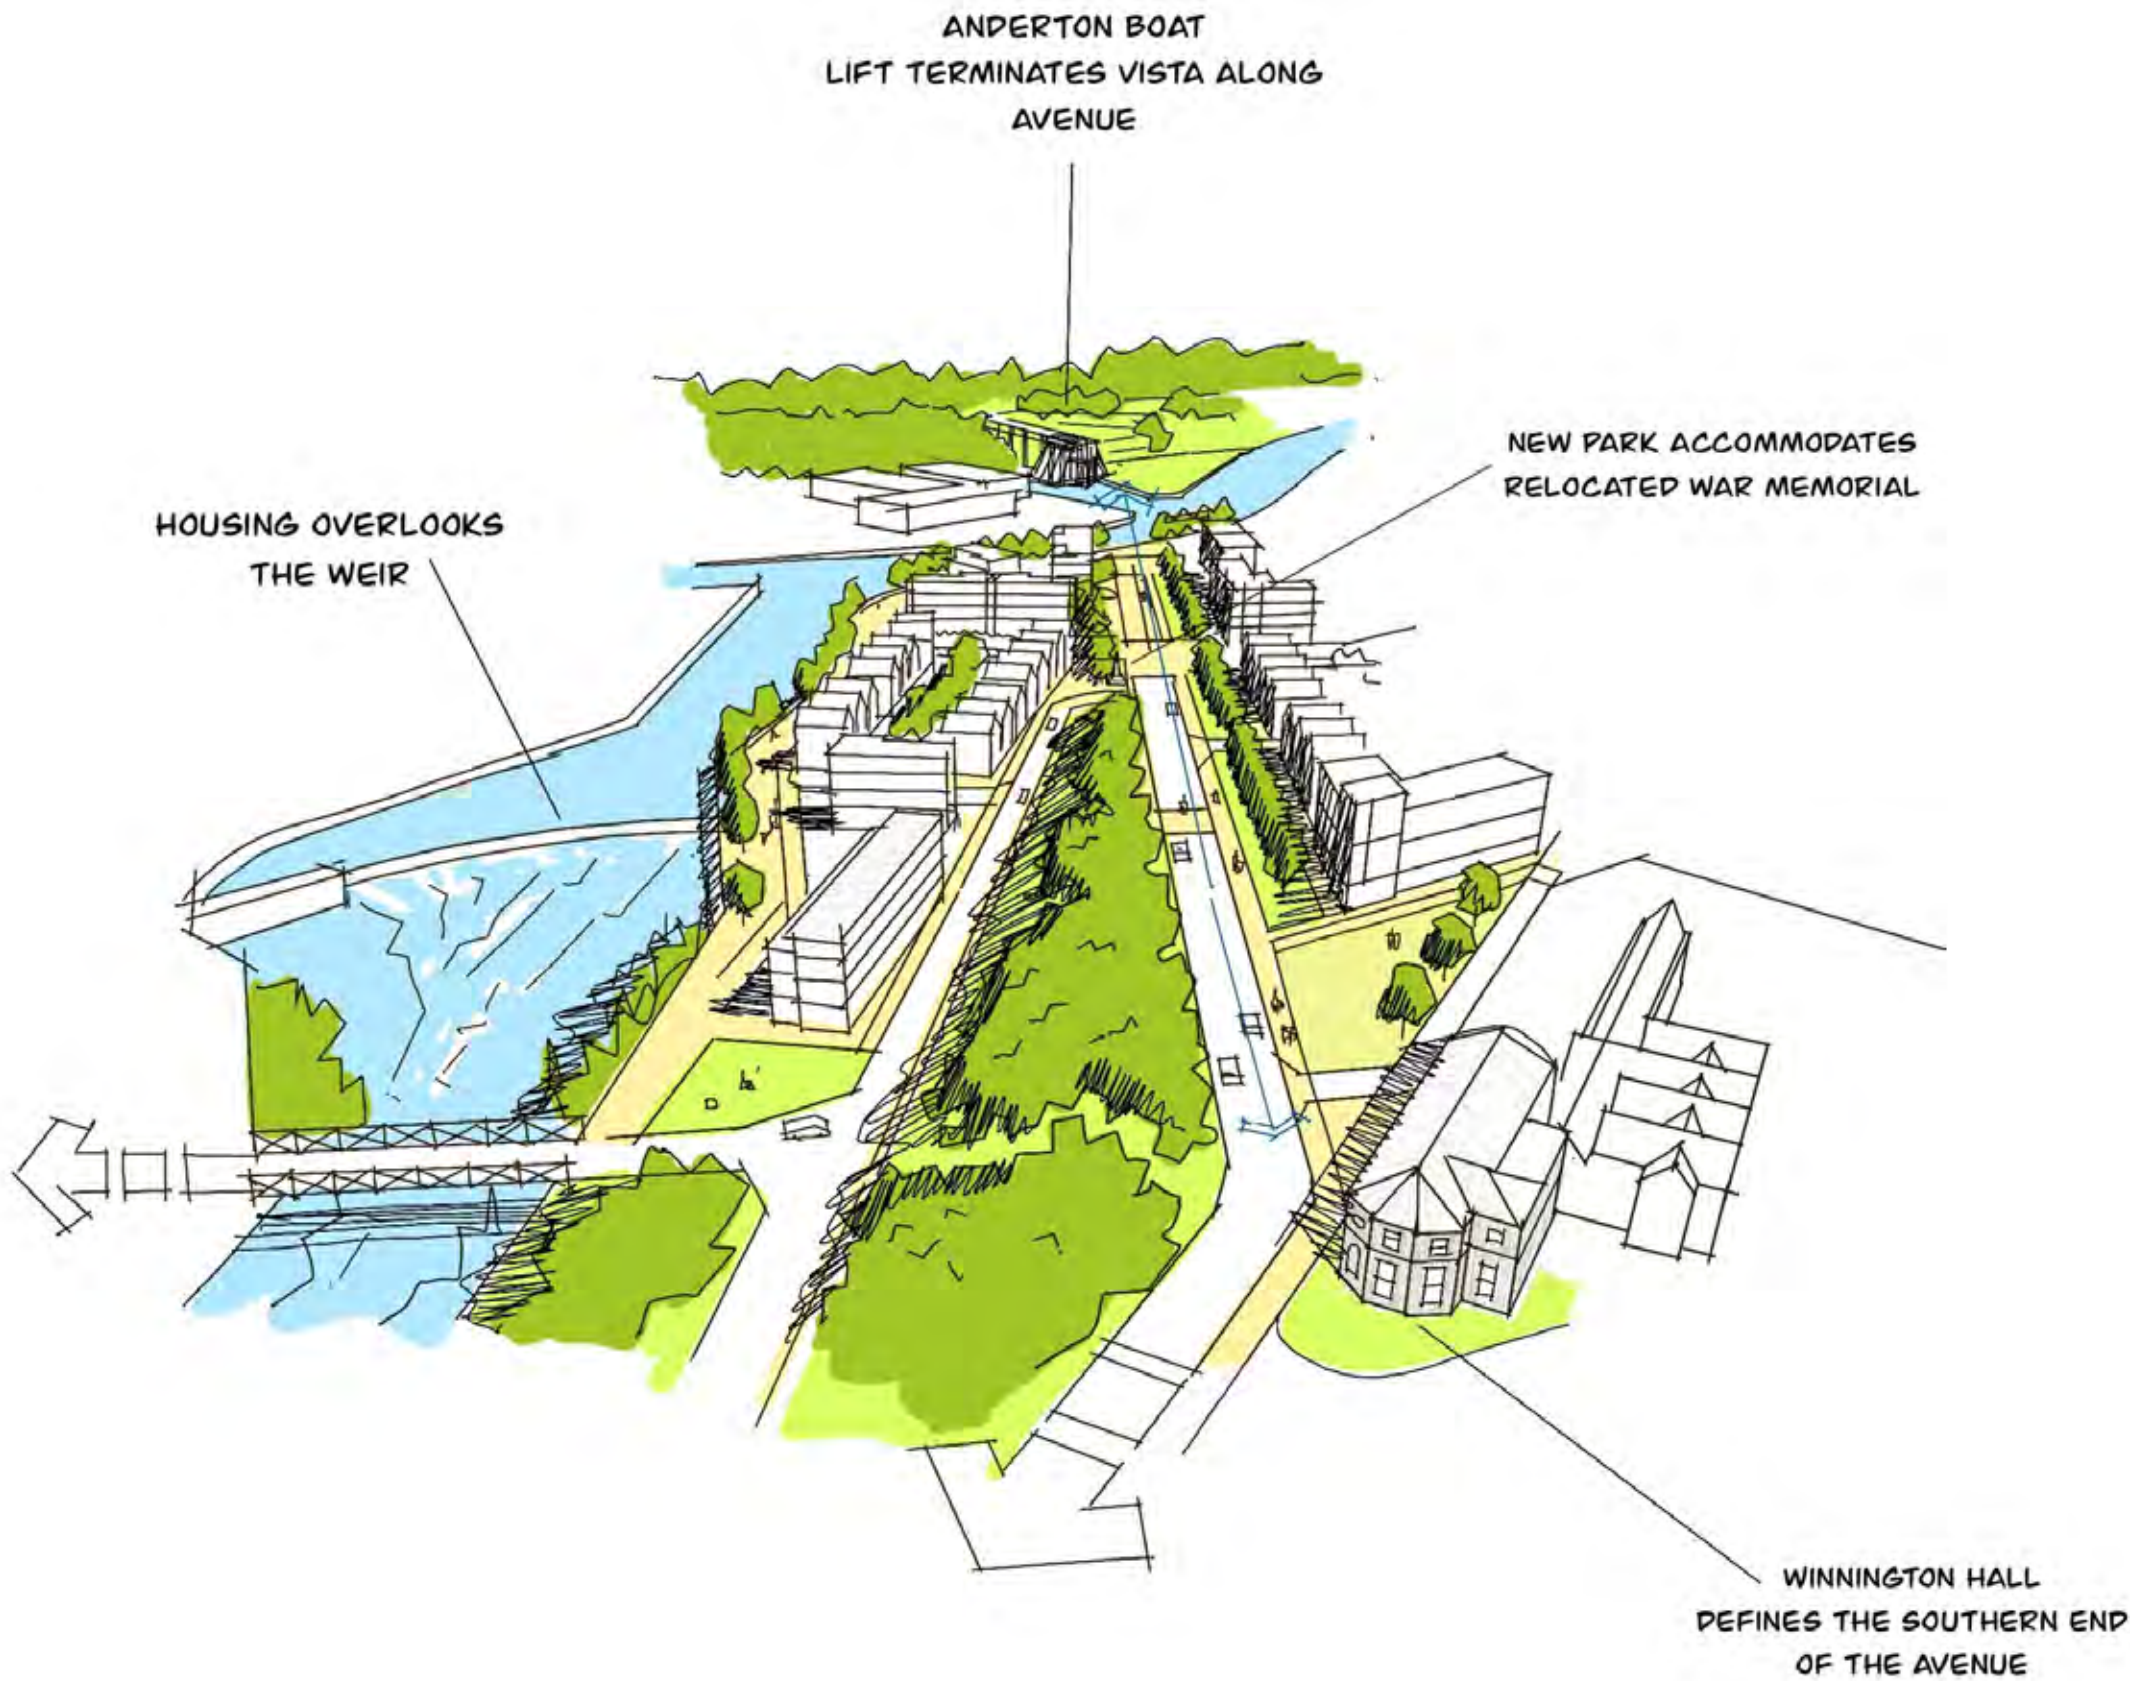 ANDERTON BOAT
LIFT TERMINATES VISTA ALONG
AVENUE
NEW PARK ACCOMMODATES
RELOCATED WAR MEMORIAL
HOUSING OVERLOOKS
THE WEIR
WINNINGTON HALL
DEFINES THE SOUTHERN END
OF THE AVENUE